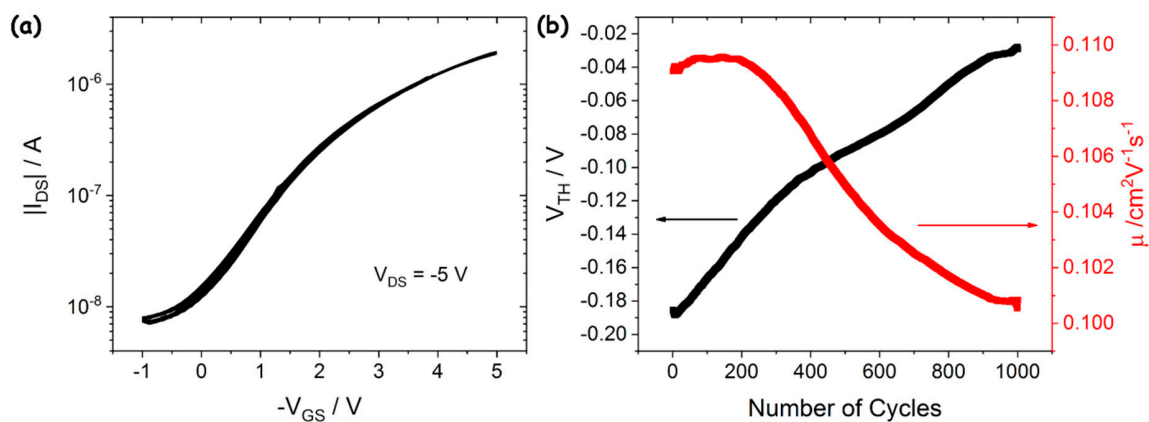 (a)
|I_DS| / A
10^-6
10^-7
10^-8
V_DS = -5 V
-1 0 1 2 3 4 5
-V_GS / V
(b)
V_TH / V
-0.02
-0.04
-0.06
-0.08
-0.10
-0.12
-0.14
-0.16
-0.18
-0.20
0 200 400 600 800 1000
Number of Cycles
0.110
0.108
0.106
0.104
0.102
0.100
μ /cm²V⁻¹s⁻¹